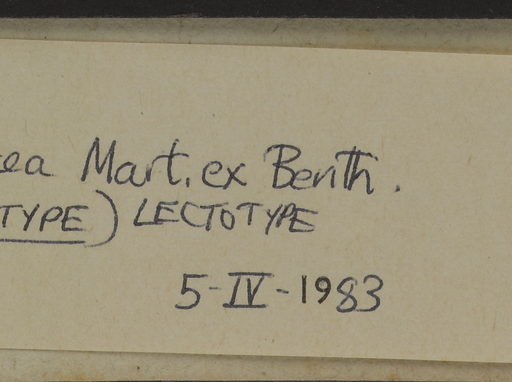 ea Mart. ex Benth.
TYPE) LECTOTYPE
5-IV-1983